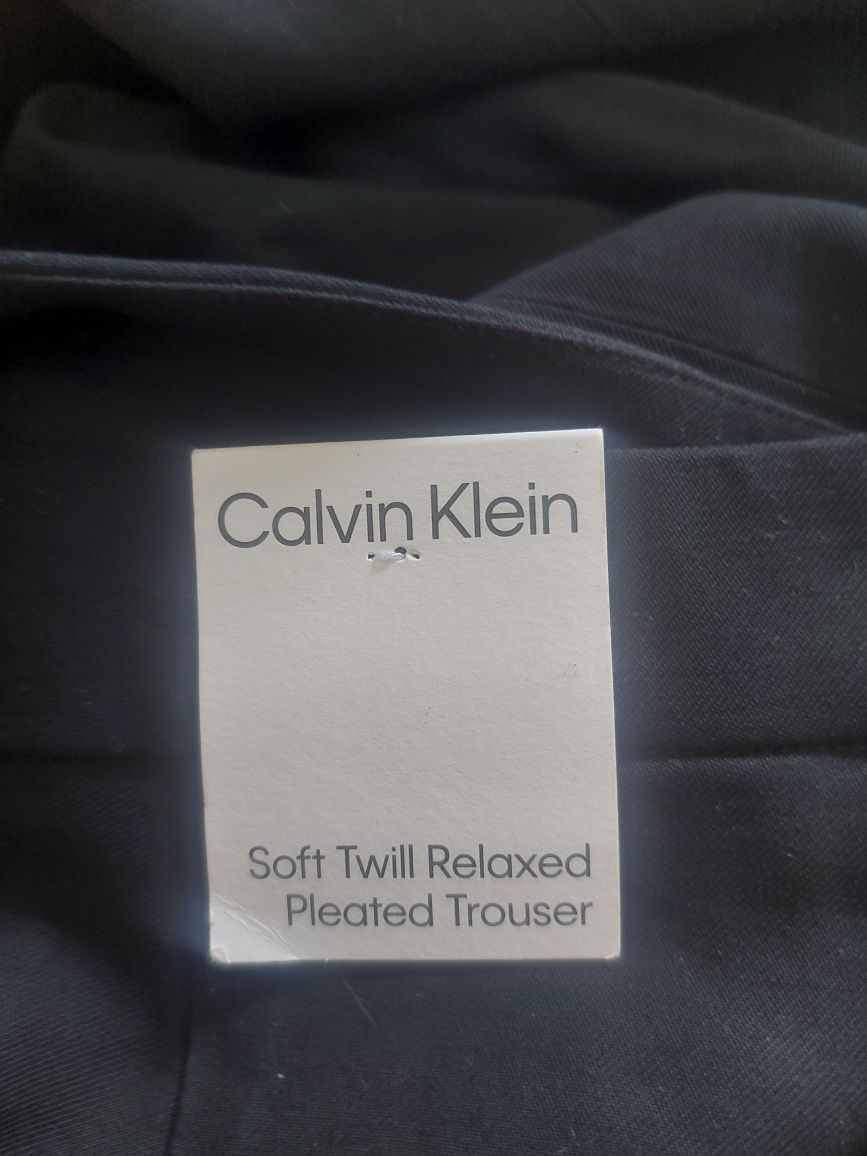 Calvin Klein
Soft Twill Relaxed
Pleated Trouser